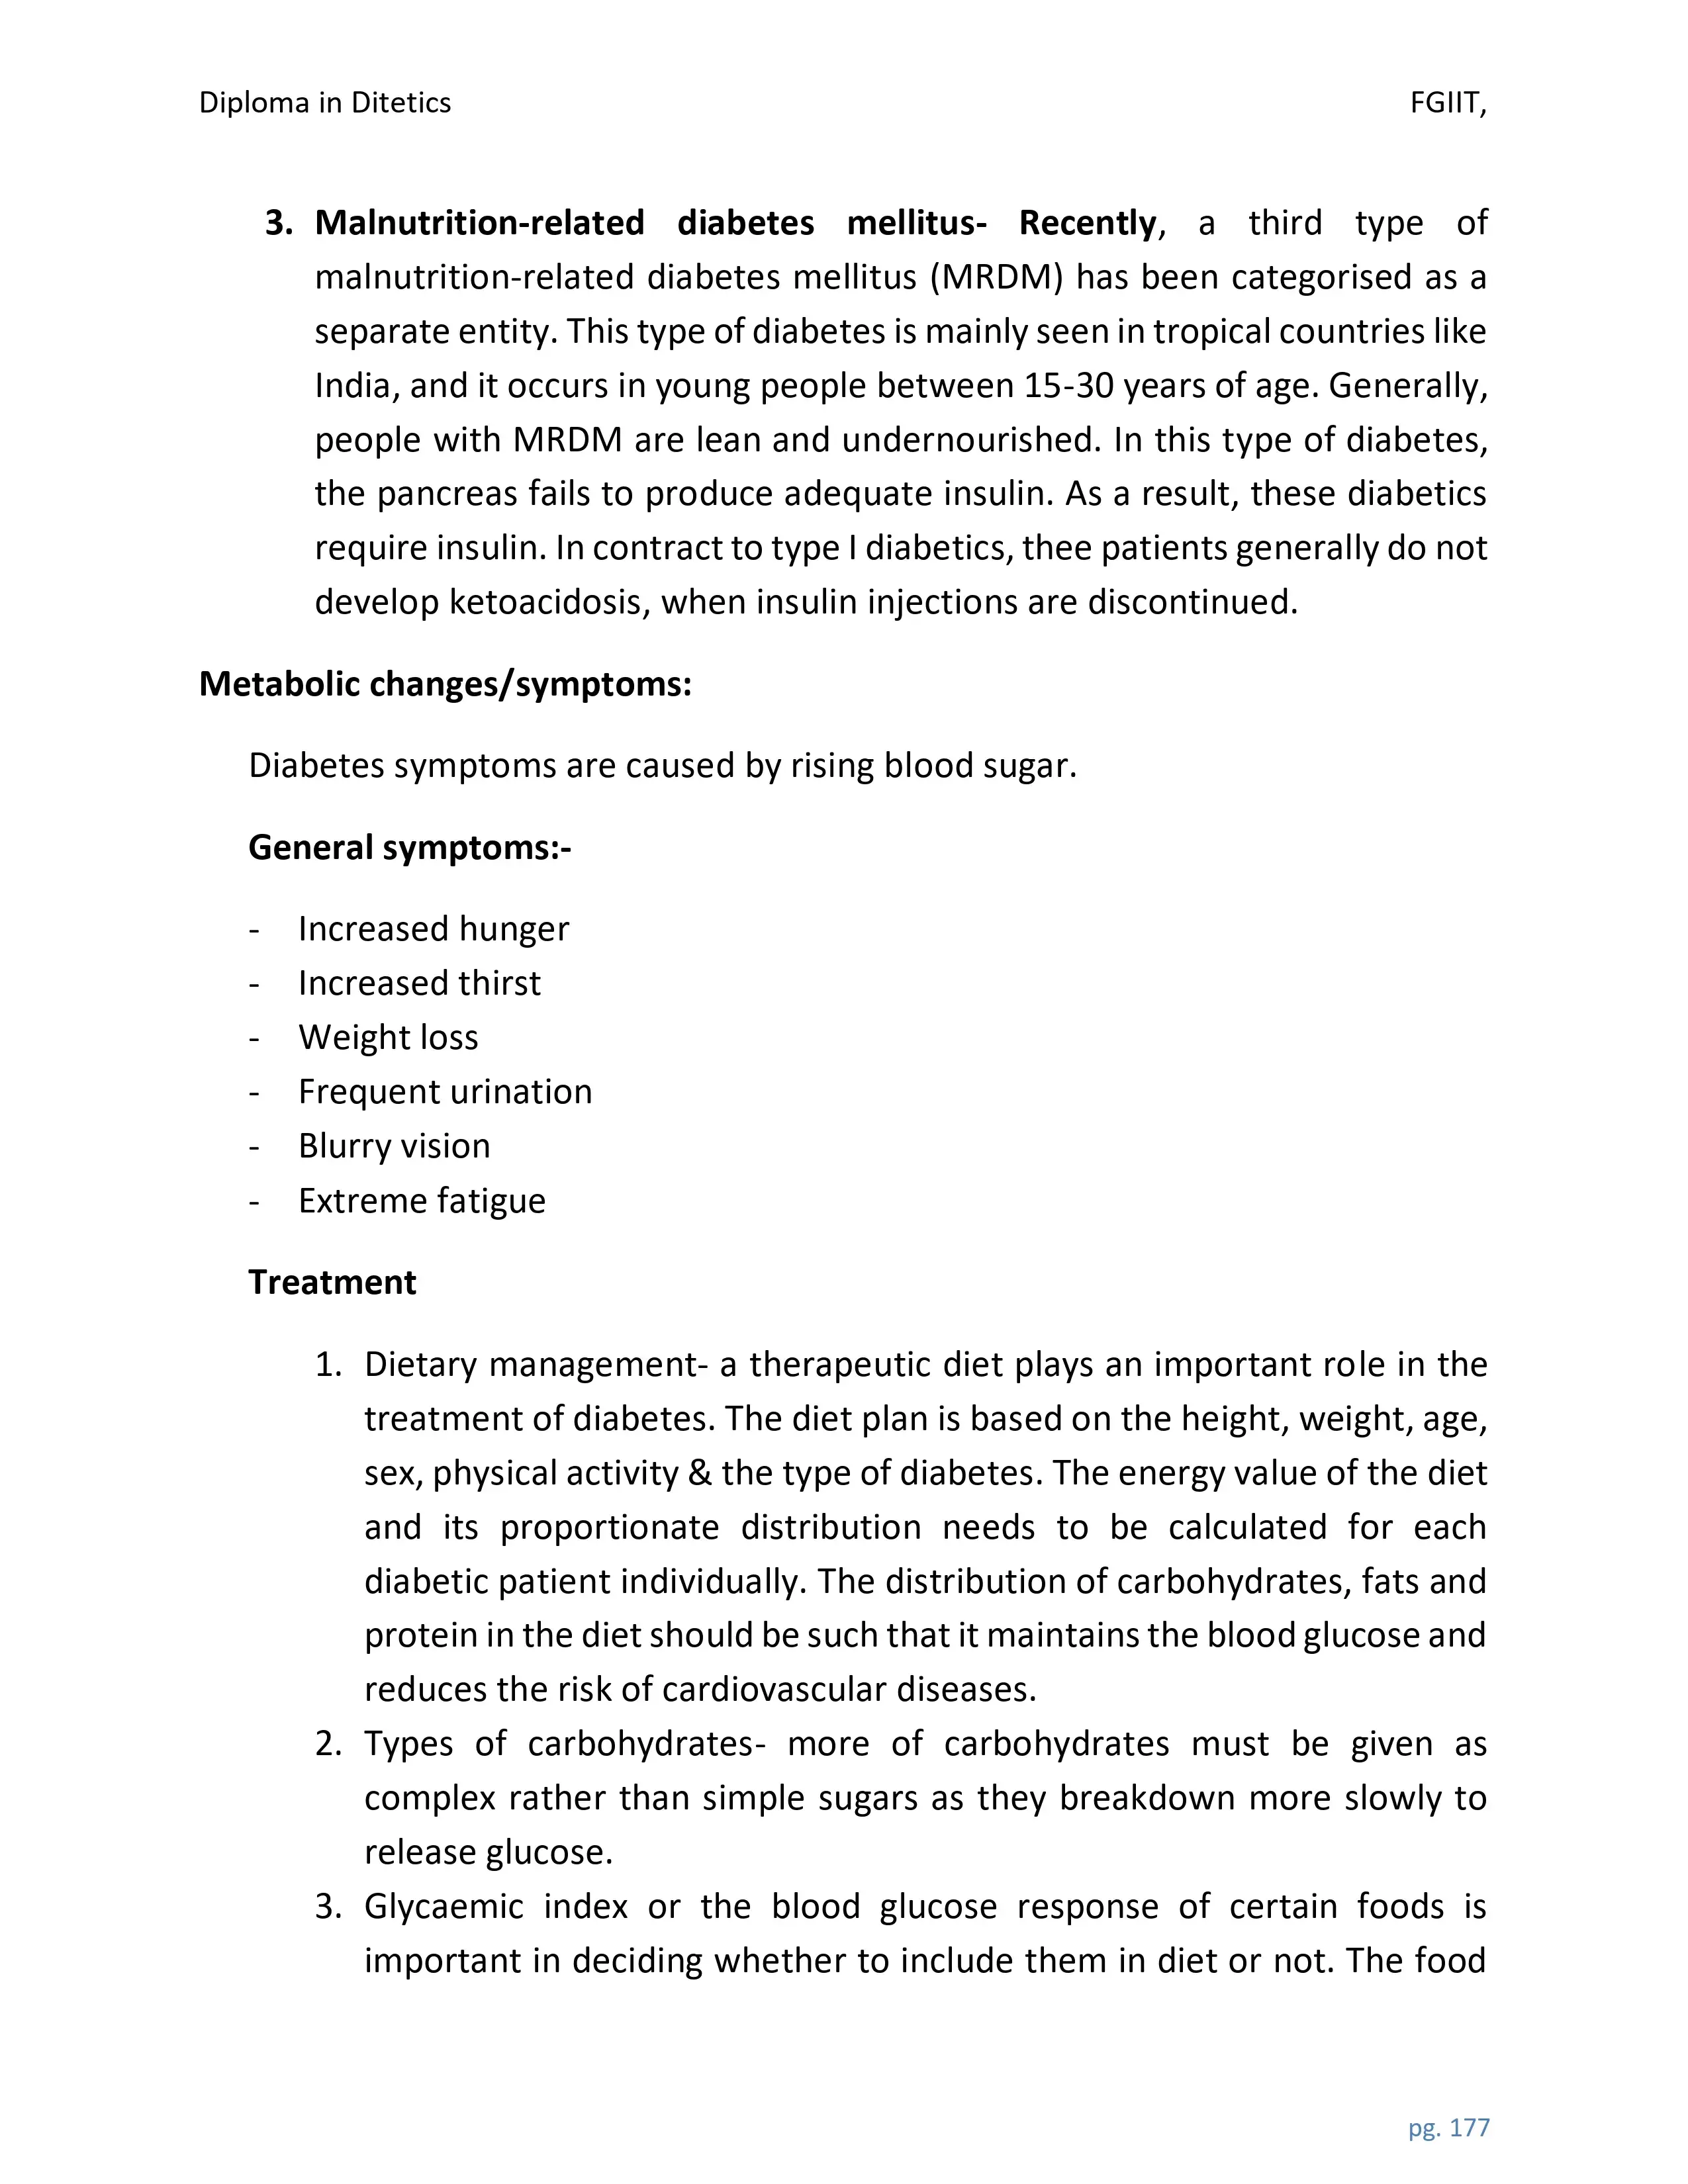 Diploma in Ditetics FGIIT,
3. Malnutrition-related diabetes mellitus- Recently, a third type of
malnutrition-related diabetes mellitus (MRDM) has been categorised as a
separate entity. This type of diabetes is mainly seen in tropical countries like
India, and it occurs in young people between 15-30 years of age. Generally,
people with MRDM are lean and undernourished. In this type of diabetes,
the pancreas fails to produce adequate insulin. As a result, these diabetics
require insulin. In contract to type I diabetics, thee patients generally do not
develop ketoacidosis, when insulin injections are discontinued.
Metabolic changes/symptoms:
Diabetes symptoms are caused by rising blood sugar.
General symptoms:-
- Increased hunger
- Increased thirst
- Weight loss
- Frequent urination
- Blurry vision
- Extreme fatigue
Treatment
1. Dietary management- a therapeutic diet plays an important role in the
treatment of diabetes. The diet plan is based on the height, weight, age,
sex, physical activity & the type of diabetes. The energy value of the diet
and its proportionate distribution needs to be calculated for each
diabetic patient individually. The distribution of carbohydrates, fats and
protein in the diet should be such that it maintains the blood glucose and
reduces the risk of cardiovascular diseases.
2. Types of carbohydrates- more of carbohydrates must be given as
complex rather than simple sugars as they breakdown more slowly to
release glucose.
3. Glycaemic index or the blood glucose response of certain foods is
important in deciding whether to include them in diet or not. The food
pg. 177